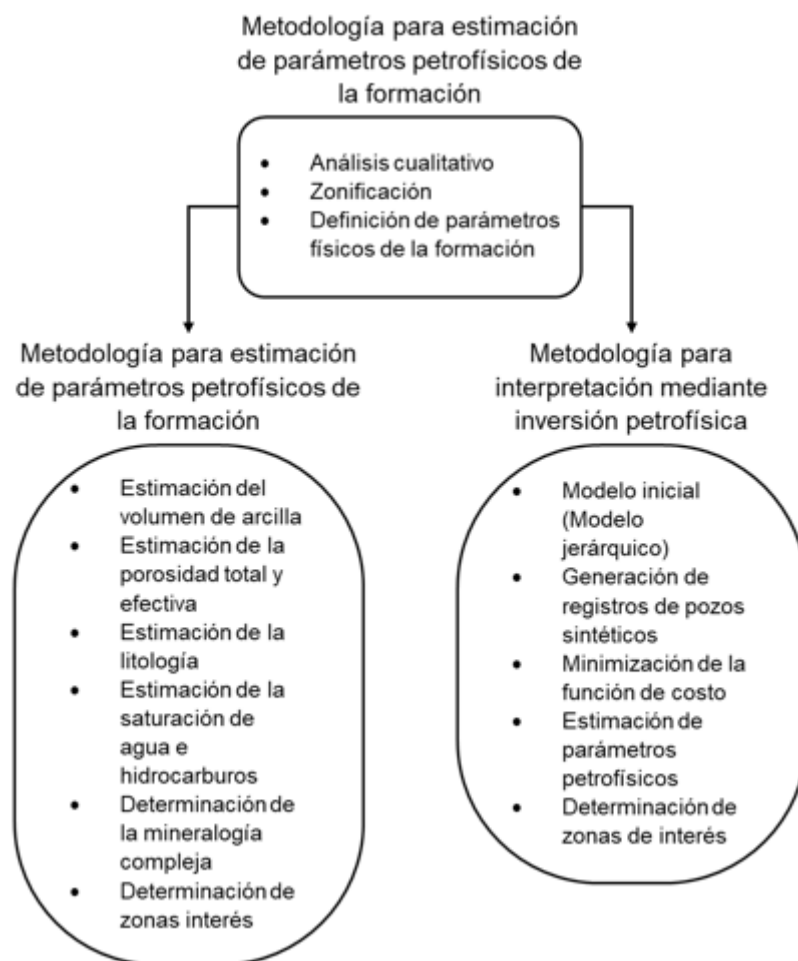 Metodología para estimación
de parámetros petrofísicos de
la formación
• Análisis cualitativo
• Zonificación
• Definición de parámetros
físicos de la formación
Metodología para estimación
de parámetros petrofísicos de
la formación
• Estimación del
volumen de arcilla
• Estimación de la
porosidad total y
efectiva
• Estimación de la
litología
• Estimación de la
saturación de
agua e
hidrocarburos
• Determinación de
la mineralogía
compleja
• Determinación de
zonas interés
Metodología para
interpretación mediante
inversión petrofísica
• Modelo inicial
(Modelo
jerárquico)
• Generación de
registros de pozos
sintéticos
• Minimización de la
función de costo
• Estimación de
parámetros
petrofísicos
• Determinación de
zonas de interés